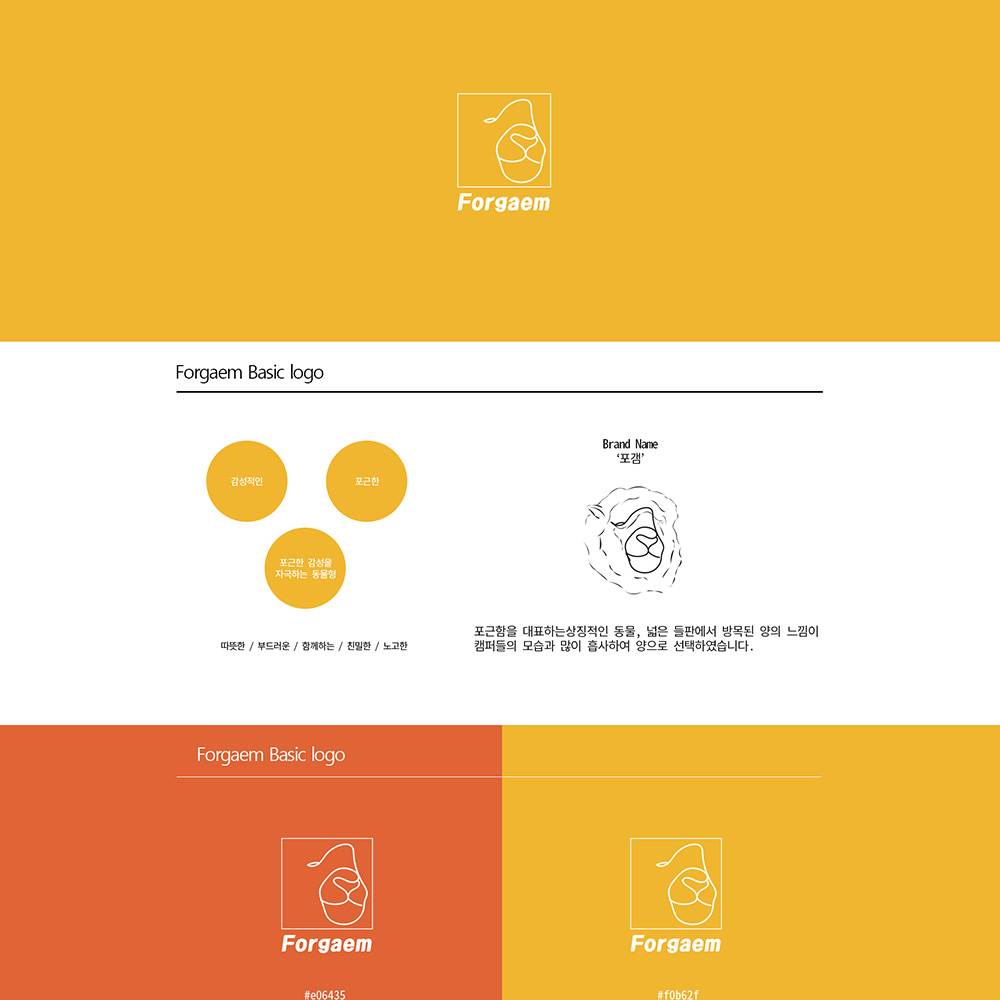 Forgaem
Forgaem Basic logo
감성적인
포근한
포근한 감성을
자극하는 동물형
따뜻한 / 부드러운 / 함께하는 / 친밀한 / 노고한
Brand Name
‘포갬’
포근함을 대표하는상징적인 동물, 넓은 들판에서 방목된 양의 느낌이
캠퍼들의 모습과 많이 흡사하여 양으로 선택하였습니다.
Forgaem Basic logo
Forgaem
#e06435
Forgaem
#f0b62f